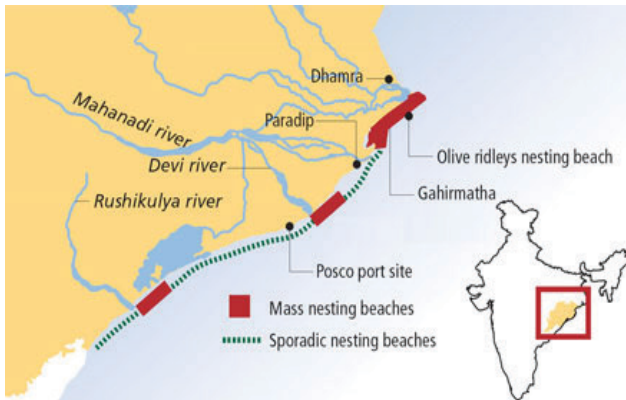 Dhamra
Mahanadi river
Paradip
Devi river
Olive ridleys nesting beach
Rushikulya river
Gahirmatha
Posco port site
Mass nesting beaches
Sporadic nesting beaches